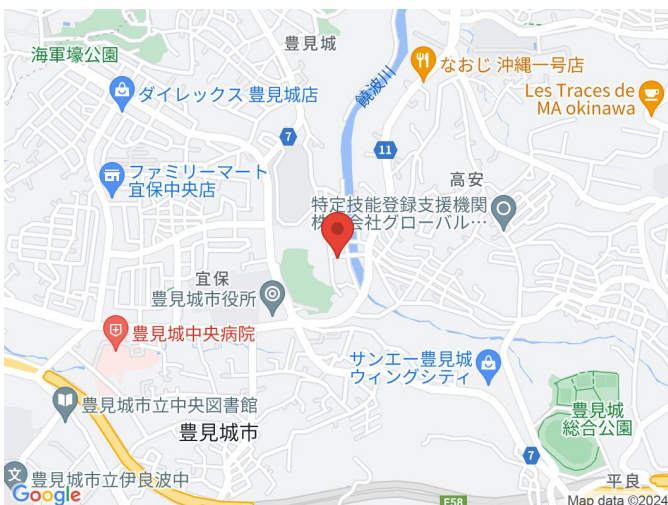 海軍壕公園
豊見城
ダイレックス 豊見城店
饒波川
なおじ 沖縄一号店
Les Traces de
MA okinawa
7
11
ファミリーマート
宜保中央店
高安
特定技能登録支援機関
会社グローバル…
宜保
豊見城市役所
豊見城中央病院
サンエー豊見城
ウィングシティ
豊見城市立中央図書館
豊見城市
豊見城
総合公園
7
豊見城市立伊良波中
平良
Google
E58
Map data ©2024